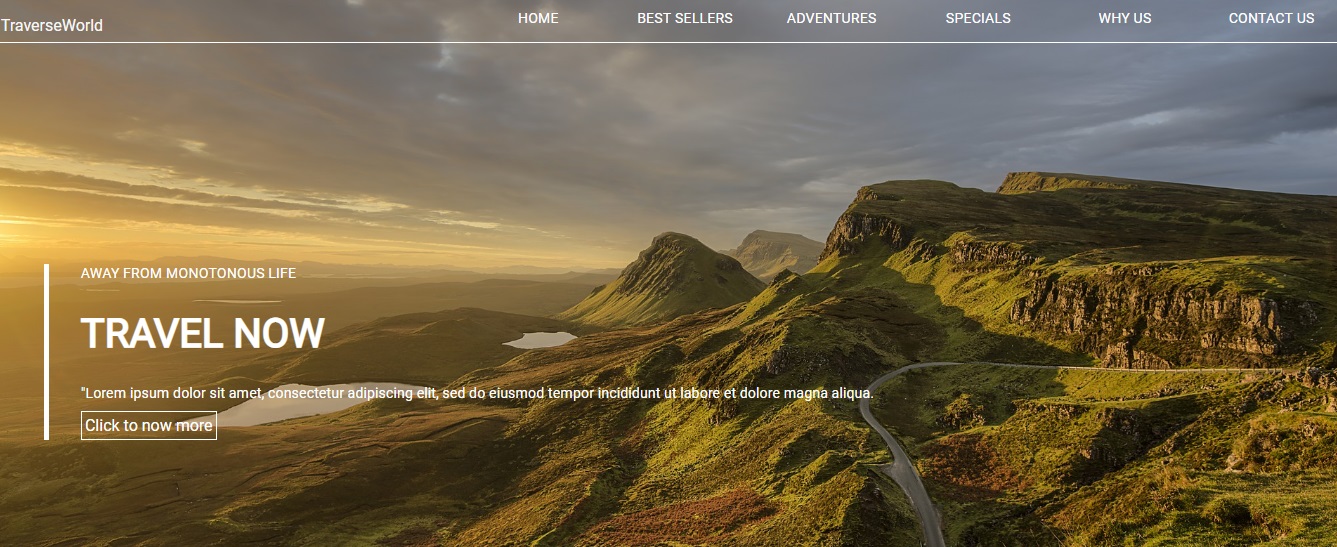 TraverseWorld
HOME BEST SELLERS ADVENTURES SPECIALS WHY US CONTACT US
AWAY FROM MONOTONOUS LIFE
TRAVEL NOW
"Lorem ipsum dolor sit amet, consectetur adipiscing elit, sed do eiusmod tempor incididunt ut labore et dolore magna aliqua.
Click to now more